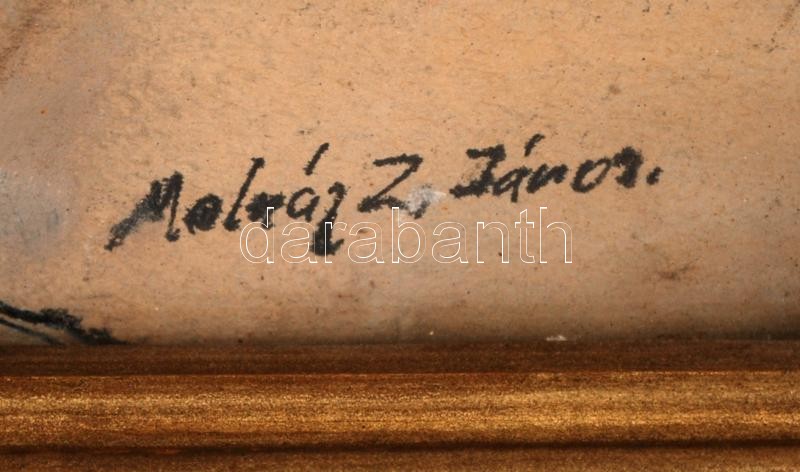 Molnár Z. János.
darabanth